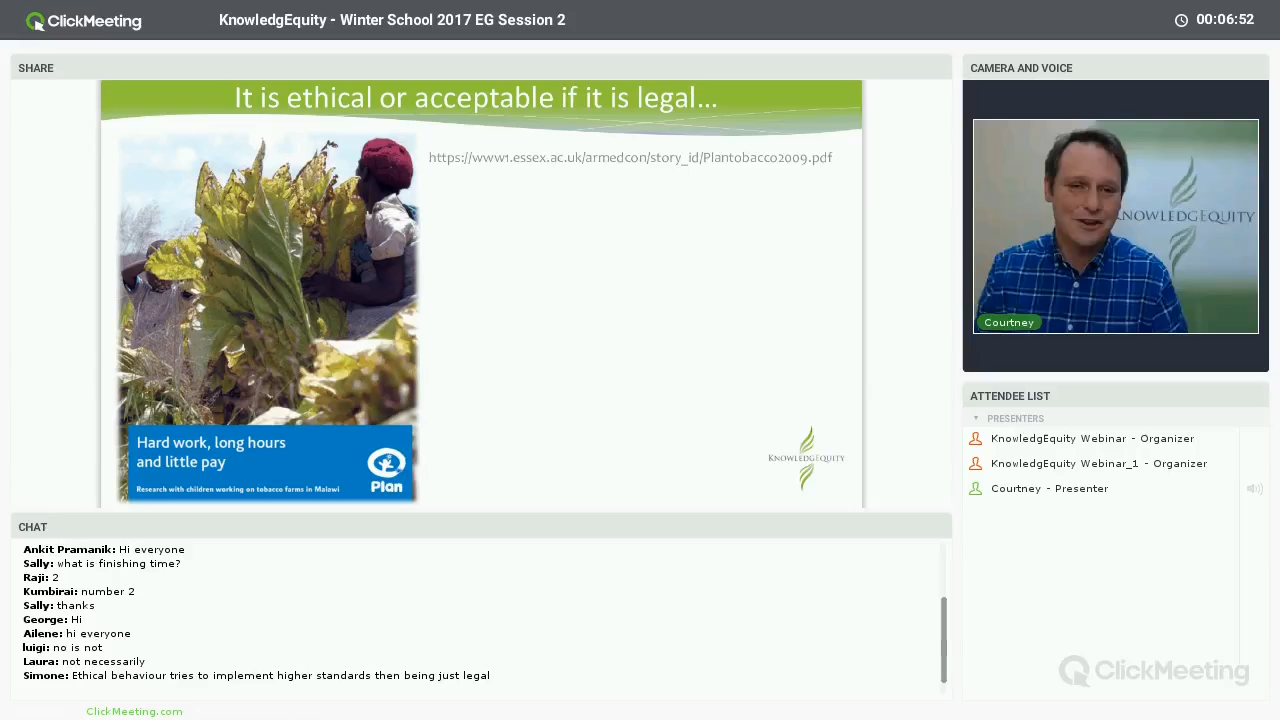 ClickMeeting
KnowledgEquity - Winter School 2017 EG Session 2
00:06:52
SHARE
It is ethical or acceptable if it is legal...
https://www1.essex.ac.uk/armedcon/story_id/Plantobacco2009.pdf
Hard work, long hours
and little pay
Research with children working on tobacco farms in Malawi
Plan
KNOWLEDGEQUITY
CAMERA AND VOICE
KNOWLEDGEQUITY
Courtney
ATTENDEE LIST
PRESENTERS
KnowledgEquity Webinar - Organizer
KnowledgEquity Webinar_1 - Organizer
Courtney - Presenter
CHAT
Ankit Pramanik: Hi everyone
Sally: what is finishing time?
Raji: 2
Kumbirai: number 2
Sally: thanks
George: Hi
Ailene: hi everyone
luigi: no is not
Laura: not necessarily
Simone: Ethical behaviour tries to implement higher standards then being just legal
ClickMeeting
ClickMeeting.com